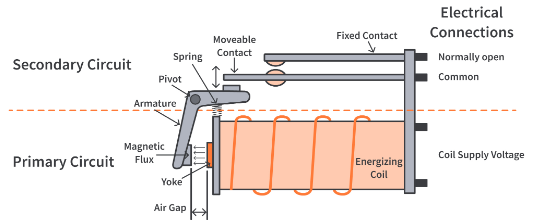 Electrical
Connections
Fixed Contact
Moveable
Contact
Spring
Normally open
Secondary Circuit
Pivot
Common
Armature
Magnetic
Flux
Primary Circuit
Energizing
Coil
Coil Supply Voltage
Yoke
Air Gap